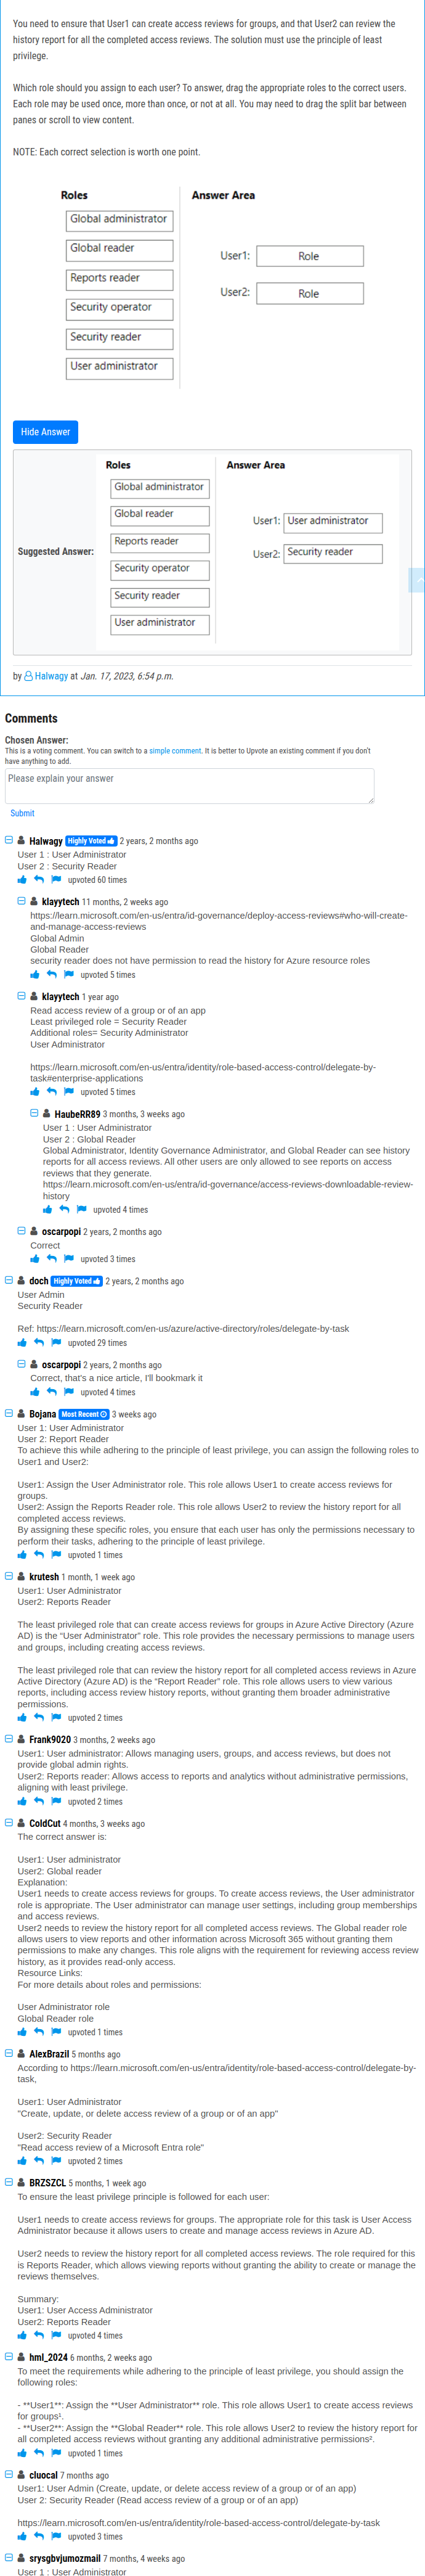 You need to ensure that User1 can create access reviews for groups, and that User2 can review the
history report for all the completed access reviews. The solution must use the principle of least
privilege.
Which role should you assign to each user? To answer, drag the appropriate roles to the correct users.
Each role may be used once, more than once, or not at all. You may need to drag the split bar between
panes or scroll to view content.
NOTE: Each correct selection is worth one point.
Roles
Answer Area
Global administrator
Global reader
Reports reader
Security operator
Security reader
User administrator
User1: Role
User2: Role
Hide Answer
Suggested Answer:
Roles
Answer Area
Global administrator
Global reader
Reports reader
Security operator
Security reader
User administrator
User1: User administrator
User2: Security reader
by Halwagy at Jan. 17, 2023, 6:54 p.m.
Comments
Chosen Answer:
This is a voting comment. You can switch to a simple comment. It is better to Upvote an existing comment if you don't
have anything to add.
Please explain your answer
Submit
Halwagy Highly Voted 2 years, 2 months ago
User 1 : User Administrator
User 2 : Security Reader
upvoted 60 times
klayytech 11 months, 2 weeks ago
https://learn.microsoft.com/en-us/entra/id-governance/deploy-access-reviews#who-will-create-
and-manage-access-reviews
Global Admin
Global Reader
security reader does not have permission to read the history for Azure resource roles
upvoted 5 times
klayytech 1 year ago
Read access review of a group or of an app
Least privileged role = Security Reader
Additional roles= Security Administrator
User Administrator
https://learn.microsoft.com/en-us/entra/identity/role-based-access-control/delegate-by-
task#enterprise-applications
upvoted 5 times
HaubeRR89 3 months, 3 weeks ago
User 1 : User Administrator
User 2 : Global Reader
Global Administrator, Identity Governance Administrator, and Global Reader can see history
reports for all access reviews. All other users are only allowed to see reports on access
reviews that they generate.
https://learn.microsoft.com/en-us/entra/id-governance/access-reviews-downloadable-review-
history
upvoted 4 times
oscarpopi 2 years, 2 months ago
Correct
upvoted 3 times
doch Highly Voted 2 years, 2 months ago
User Admin
Security Reader
Ref: https://learn.microsoft.com/en-us/azure/active-directory/roles/delegate-by-task
upvoted 29 times
oscarpopi 2 years, 2 months ago
Correct, that's a nice article, I'll bookmark it
upvoted 4 times
Bojana Most Recent 3 weeks ago
User 1: User Administrator
User 2: Report Reader
To achieve this while adhering to the principle of least privilege, you can assign the following roles to
User1 and User2:
User1: Assign the User Administrator role. This role allows User1 to create access reviews for
groups.
User2: Assign the Reports Reader role. This role allows User2 to review the history report for all
completed access reviews.
By assigning these specific roles, you ensure that each user has only the permissions necessary to
perform their tasks, adhering to the principle of least privilege.
upvoted 1 times
krutesh 1 month, 1 week ago
User1: User Administrator
User2: Reports Reader
The least privileged role that can create access reviews for groups in Azure Active Directory (Azure
AD) is the “User Administrator” role. This role provides the necessary permissions to manage users
and groups, including creating access reviews.
The least privileged role that can review the history report for all completed access reviews in Azure
Active Directory (Azure AD) is the “Report Reader” role. This role allows users to view various
reports, including access review history reports, without granting them broader administrative
permissions.
upvoted 2 times
Frank9020 3 months, 2 weeks ago
User1: User administrator: Allows managing users, groups, and access reviews, but does not
provide global admin rights.
User2: Reports reader: Allows access to reports and analytics without administrative permissions,
aligning with least privilege.
upvoted 2 times
ColdCut 4 months, 3 weeks ago
The correct answer is:
User1: User administrator
User2: Global reader
Explanation:
User1 needs to create access reviews for groups. To create access reviews, the User administrator
role is appropriate. The User administrator can manage user settings, including group memberships
and access reviews.
User2 needs to review the history report for all completed access reviews. The Global reader role
allows users to view reports and other information across Microsoft 365 without granting them
permissions to make any changes. This role aligns with the requirement for reviewing access review
history, as it provides read-only access.
Resource Links:
For more details about roles and permissions:
User Administrator role
Global Reader role
upvoted 1 times
AlexBrazil 5 months ago
According to https://learn.microsoft.com/en-us/entra/identity/role-based-access-control/delegate-by-
task,
User1: User Administrator
"Create, update, or delete access review of a group or of an app"
User2: Security Reader
"Read access review of a Microsoft Entra role"
upvoted 2 times
BRZSZCL 5 months, 1 week ago
To ensure the least privilege principle is followed for each user:
User1 needs to create access reviews for groups. The appropriate role for this task is User Access
Administrator because it allows users to create and manage access reviews in Azure AD.
User2 needs to review the history report for all completed access reviews. The role required for this
is Reports Reader, which allows viewing reports without granting the ability to create or manage the
reviews themselves.
Summary:
User1: User Access Administrator
User2: Reports Reader
upvoted 4 times
hml_2024 6 months, 2 weeks ago
To meet the requirements while adhering to the principle of least privilege, you should assign the
following roles:
- **User1**: Assign the **User Administrator** role. This role allows User1 to create access reviews
for groups¹.
- **User2**: Assign the **Global Reader** role. This role allows User2 to review the history report for
all completed access reviews without granting any additional administrative permissions².
upvoted 1 times
cluocal 7 months ago
User1: User Admin (Create, update, or delete access review of a group or of an app)
User 2: Security Reader (Read access review of a group or of an app)
https://learn.microsoft.com/en-us/entra/identity/role-based-access-control/delegate-by-task
upvoted 3 times
srysgbvjumozmail 7 months, 4 weeks ago
User 1 : User Administrator